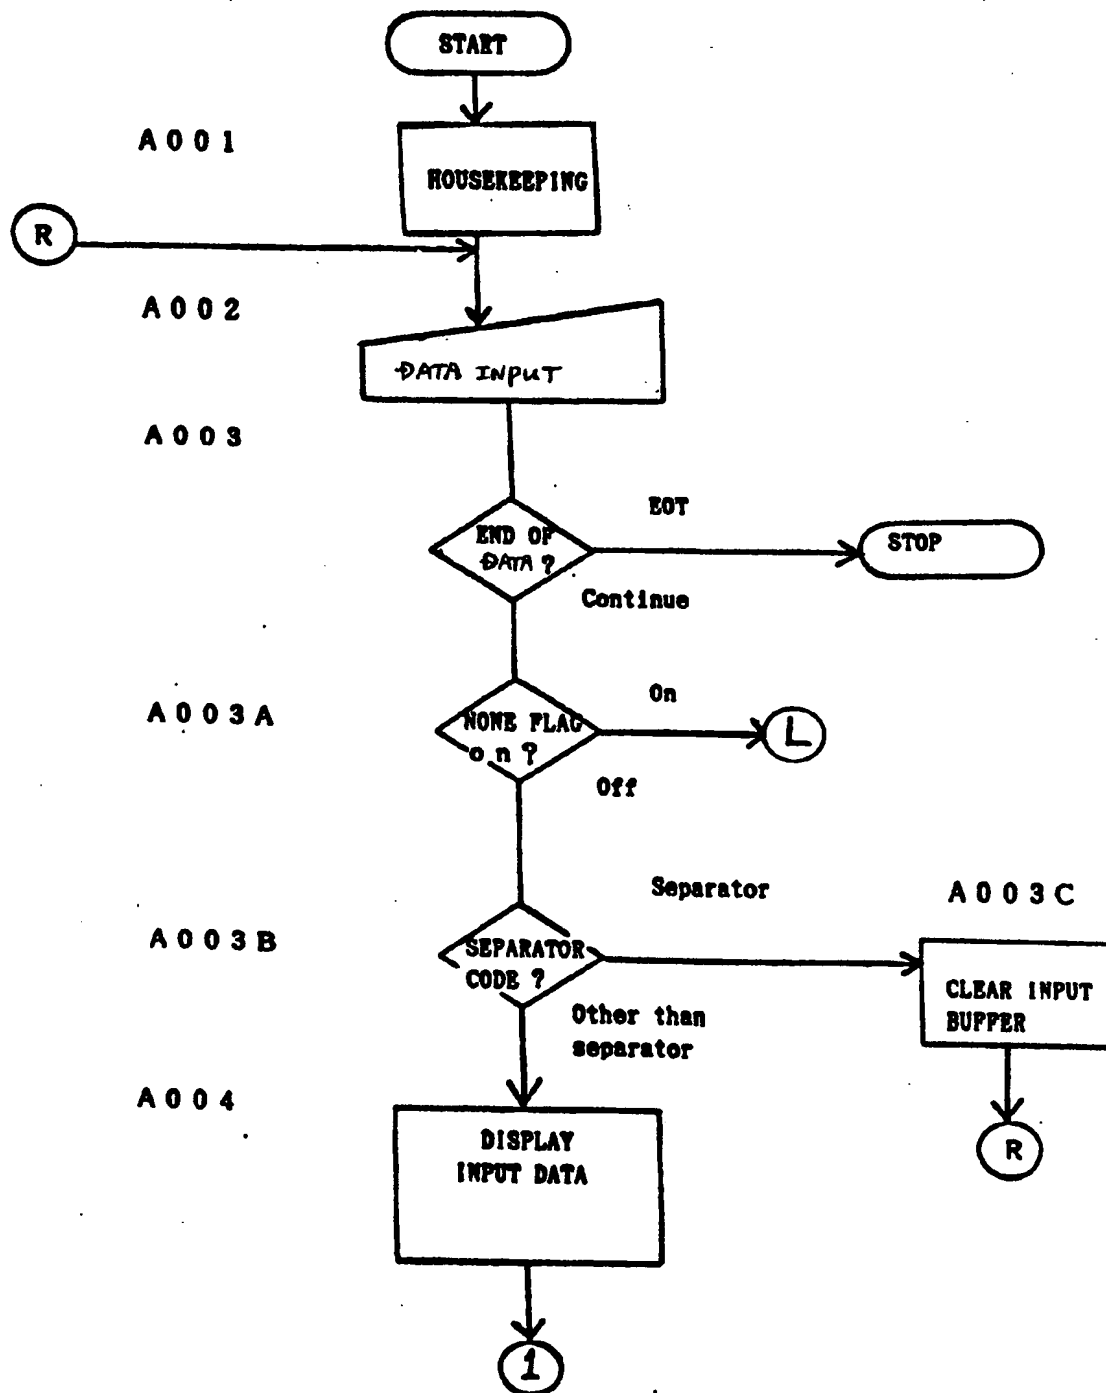 START
A001
HOUSEKEEPING
R
A002
DATA INPUT
A003
EOT
END OF
DATA ?
STOP
Continue
A003A
On
NONE FLAG
on ?
L
Off
Separator
A003C
A003B
SEPARATOR
CODE ?
CLEAR INPUT
BUFFER
Other than
separator
A004
DISPLAY
INPUT DATA
R
1